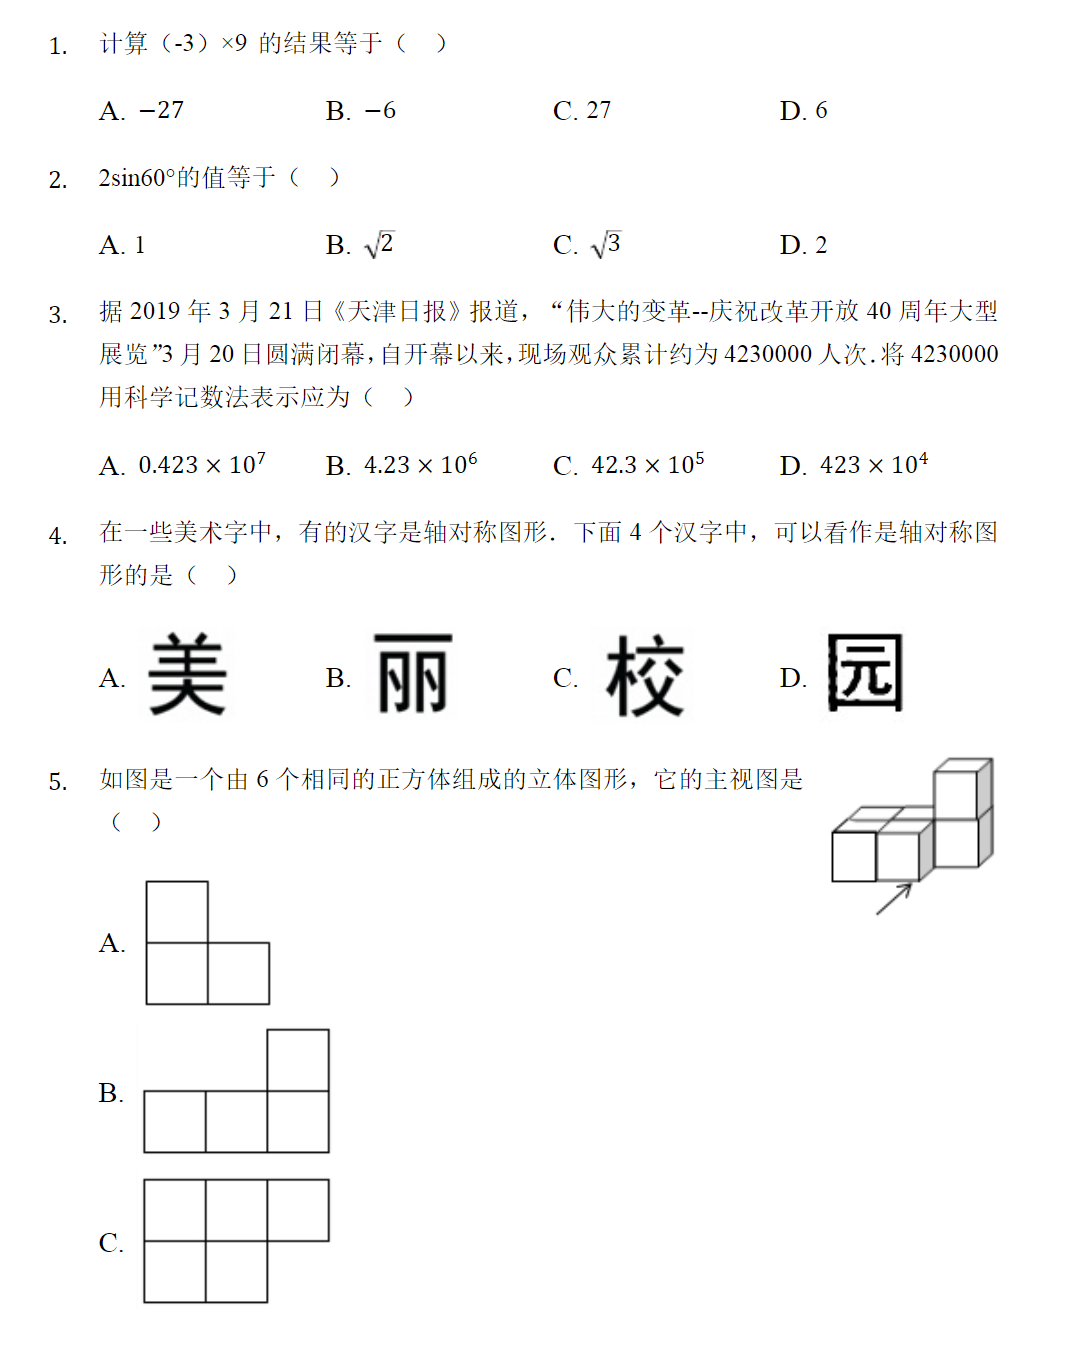 1. 计算（-3）×9 的结果等于（ ）
A. −27 B. −6 C. 27 D. 6
2. 2sin60°的值等于（ ）
A. 1 B. √2 C. √3 D. 2
3. 据 2019 年 3 月 21 日《天津日报》报道，“伟大的变革--庆祝改革开放 40 周年大型
展览”3 月 20 日圆满闭幕，自开幕以来，现场观众累计约为 4230000 人次．将 4230000
用科学记数法表示应为（ ）
A. 0.423 × 10⁷ B. 4.23 × 10⁶ C. 42.3 × 10⁵ D. 423 × 10⁴
4. 在一些美术字中，有的汉字是轴对称图形．下面 4 个汉字中，可以看作是轴对称图
形的是（ ）
A. 美 B. 丽 C. 校 D. 园
5. 如图是一个由 6 个相同的正方体组成的立体图形，它的主视图是
（ ）
A.
B.
C.